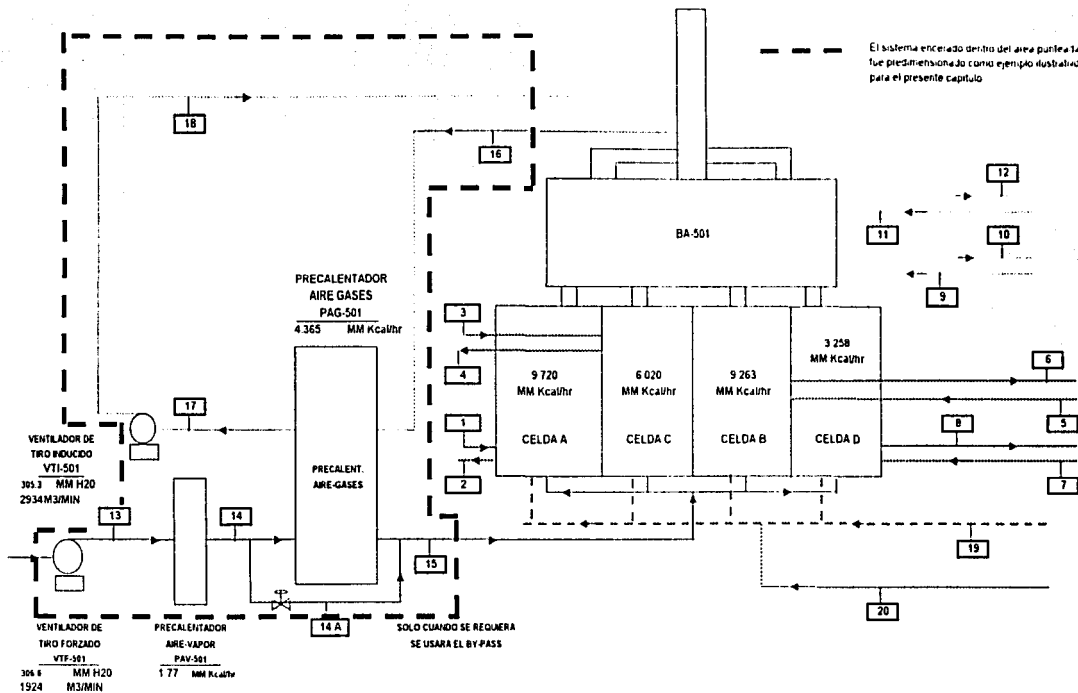 El sistema encerado dentro del area puntea
fue predimensionado como ejemplo ilustrati
para el presente capitulo
18
16
12
11
10
9
BA-501
PRECALENTADOR
AIRE GASES
PAG-501
4.365 MM Kcal/hr
3
4
1
2
9 720
MM Kcal/hr
CELDA A
6 020
MM Kcal/hr
CELDA C
9 263
MM Kcal/hr
CELDA B
3 258
MM Kcal/hr
CELDA D
6
5
8
7
17
VENTILADOR DE
TIRO INDUCIDO
VTI-501
305.3 MM H20
2934 M3/MIN
PRECALENT.
AIRE-GASES
13
14
15
14 A
19
20
SOLO CUANDO SE REQUIERA
SE USARA EL BY-PASS
VENTILADOR DE
TIRO FORZADO
VTF-501
306 6 MM H20
1924 M3/MIN
PRECALENTADOR
AIRE-VAPOR
PAV-501
1 77 MM Kcal/hr